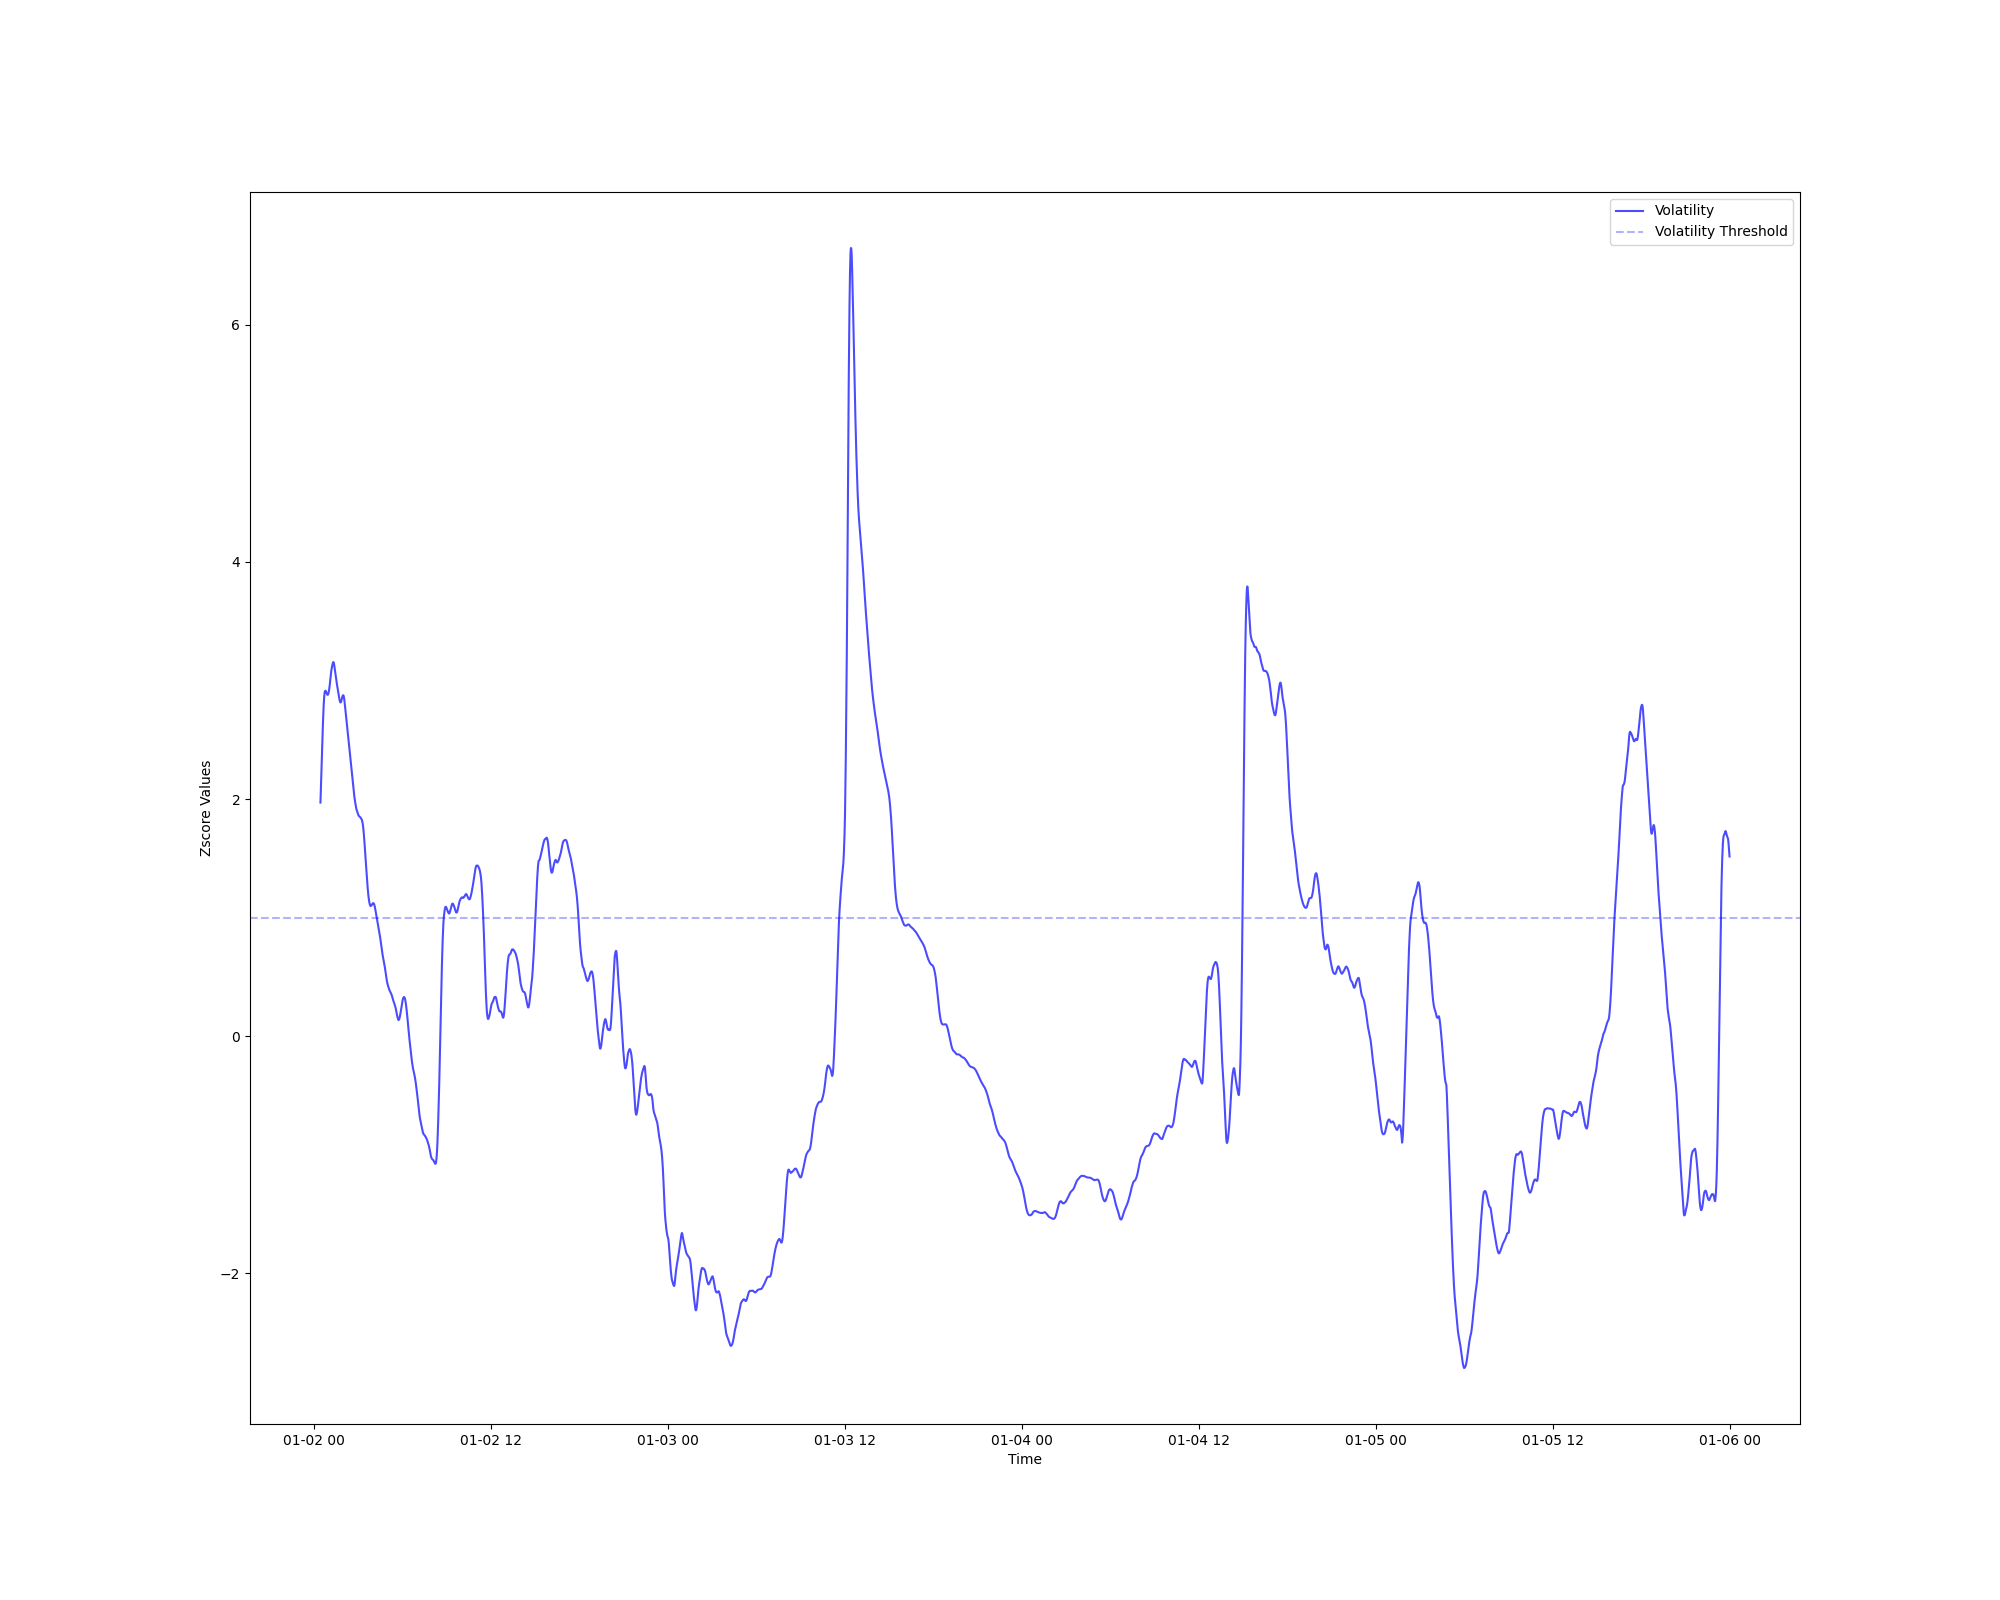 Volatility
Volatility Threshold
Zscore Values
6
4
2
0
−2
01-02 00 01-02 12 01-03 00 01-03 12 01-04 00 01-04 12 01-05 00 01-05 12 01-06 00
Time